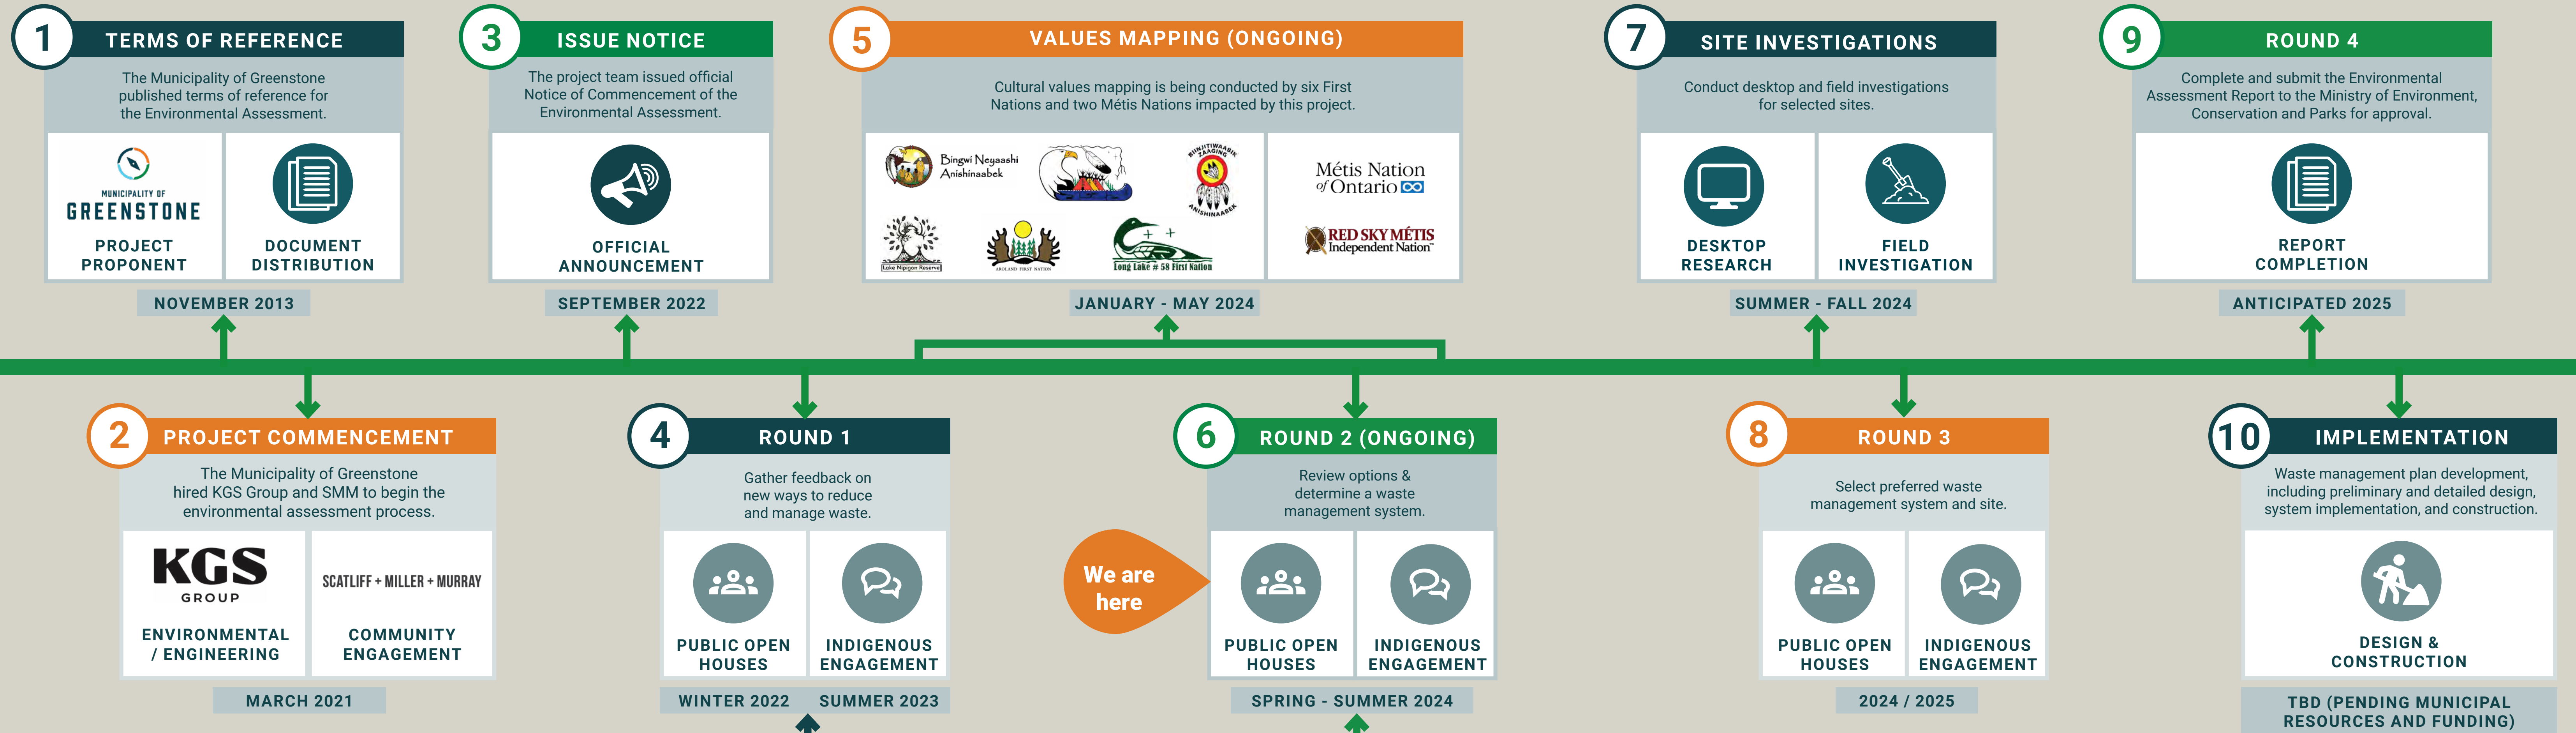 1
TERMS OF REFERENCE
The Municipality of Greenstone
published terms of reference for
the Environmental Assessment.
MUNICIPALITY OF
GREENSTONE
PROJECT
PROPONENT
DOCUMENT
DISTRIBUTION
NOVEMBER 2013
2
PROJECT COMMENCEMENT
The Municipality of Greenstone
hired KGS Group and SMM to begin the
environmental assessment process.
KGS
GROUP
ENVIRONMENTAL
/ ENGINEERING
SCATLIFF + MILLER + MURRAY
COMMUNITY
ENGAGEMENT
MARCH 2021
3
ISSUE NOTICE
The project team issued official
Notice of Commencement of the
Environmental Assessment.
OFFICIAL
ANNOUNCEMENT
SEPTEMBER 2022
4
ROUND 1
Gather feedback on
new ways to reduce
and manage waste.
PUBLIC OPEN
HOUSES
INDIGENOUS
ENGAGEMENT
WINTER 2022 SUMMER 2023
5
VALUES MAPPING (ONGOING)
Cultural values mapping is being conducted by six First
Nations and two Métis Nations impacted by this project.
Bingwi Neyaashi
Anishinaabek
BIINJITIWAABIK
ZAAGING
ANISHINAABEK
Lake Nipigon Reserve
AROLAND FIRST NATION
Long Lake # 58 First Nation
Métis Nation
of Ontario
RED SKY MÉTIS
Independent Nation™
JANUARY - MAY 2024
6
ROUND 2 (ONGOING)
Review options &
determine a waste
management system.
We are
here
PUBLIC OPEN
HOUSES
INDIGENOUS
ENGAGEMENT
SPRING - SUMMER 2024
7
SITE INVESTIGATIONS
Conduct desktop and field investigations
for selected sites.
DESKTOP
RESEARCH
FIELD
INVESTIGATION
SUMMER - FALL 2024
8
ROUND 3
Select preferred waste
management system and site.
PUBLIC OPEN
HOUSES
INDIGENOUS
ENGAGEMENT
2024 / 2025
9
ROUND 4
Complete and submit the Environmental
Assessment Report to the Ministry of Environment,
Conservation and Parks for approval.
REPORT
COMPLETION
ANTICIPATED 2025
10
IMPLEMENTATION
Waste management plan development,
including preliminary and detailed design,
system implementation, and construction.
DESIGN &
CONSTRUCTION
TBD (PENDING MUNICIPAL
RESOURCES AND FUNDING)